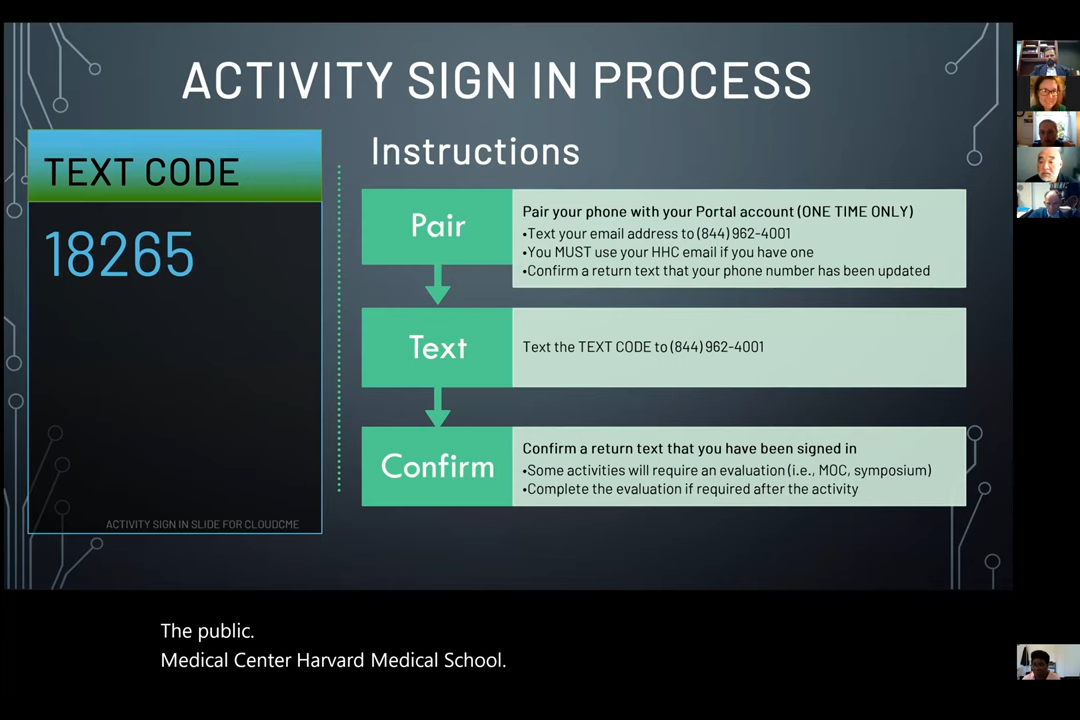 ACTIVITY SIGN IN PROCESS
TEXT CODE
18265
ACTIVITY SIGN IN SLIDE FOR CLOUDCME
Instructions
Pair
Pair your phone with your Portal account (ONE TIME ONLY)
•Text your email address to (844) 962-4001
•You MUST use your HHC email if you have one
•Confirm a return text that your phone number has been updated
Text
Text the TEXT CODE to (844) 962-4001
Confirm
Confirm a return text that you have been signed in
•Some activities will require an evaluation (i.e., MOC, symposium)
•Complete the evaluation if required after the activity
The public.
Medical Center Harvard Medical School.